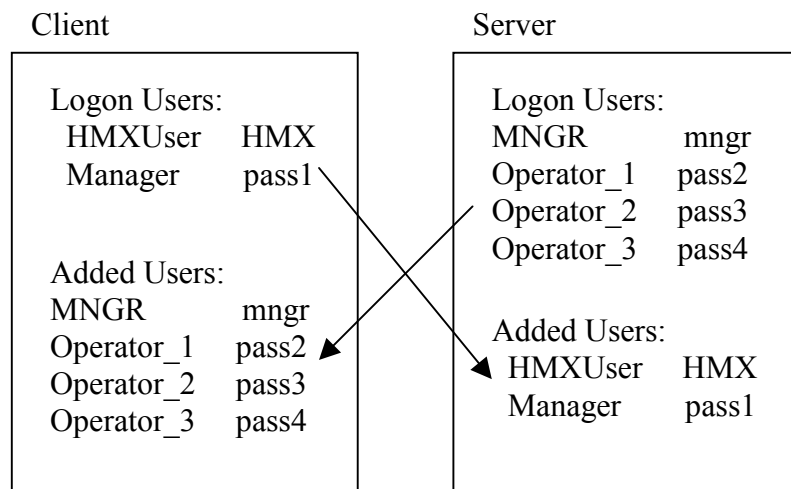 Client
Logon Users:
HMXUser HMX
Manager pass1
Added Users:
MNGR mngr
Operator_1 pass2
Operator_2 pass3
Operator_3 pass4
Server
Logon Users:
MNGR mngr
Operator_1 pass2
Operator_2 pass3
Operator_3 pass4
Added Users:
HMXUser HMX
Manager pass1